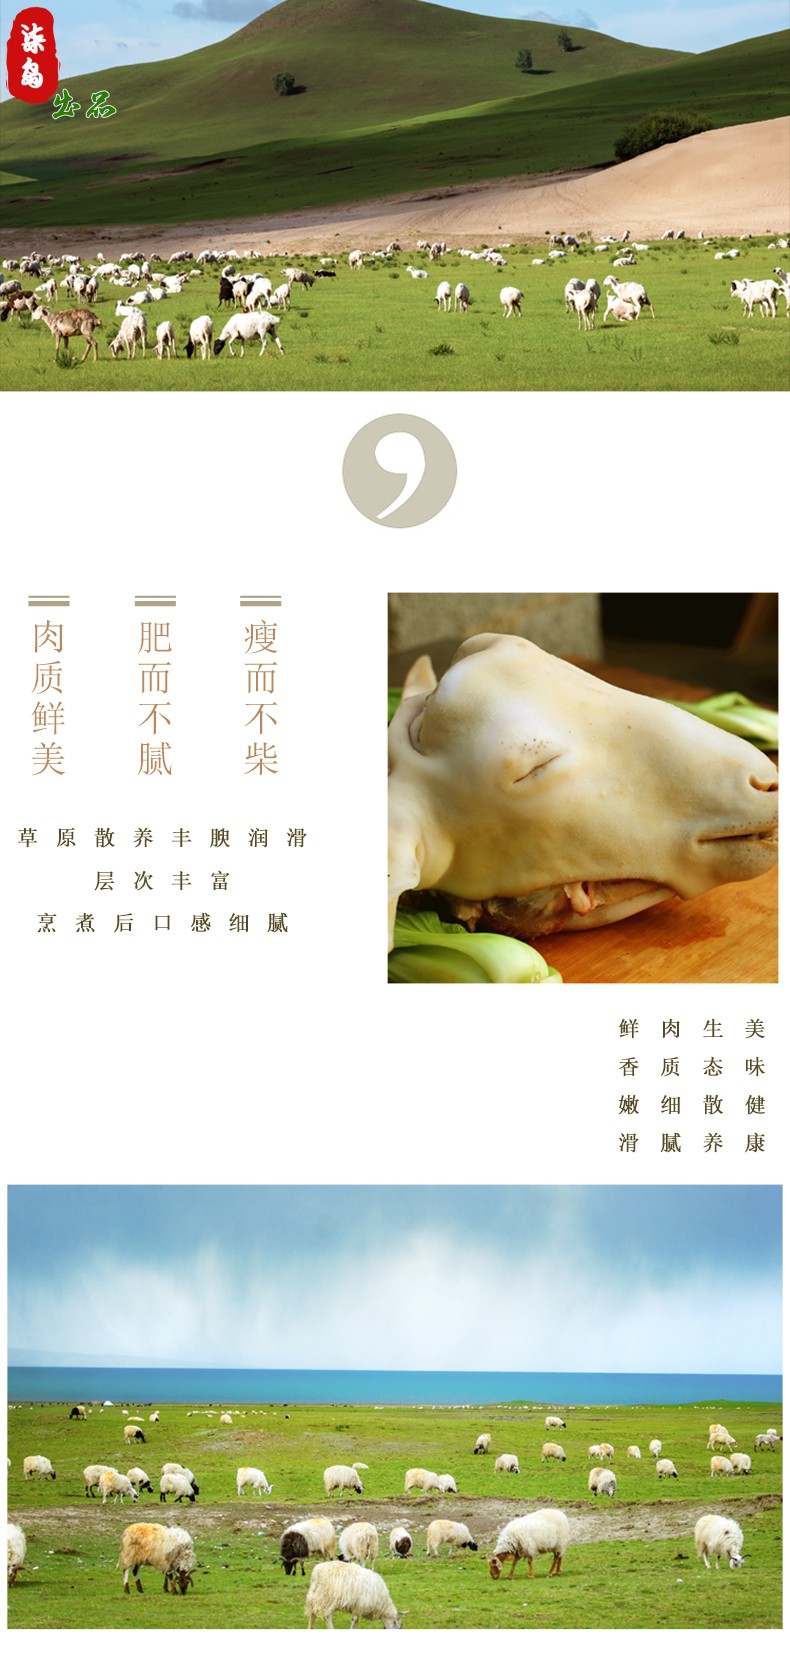 柒岛
出品
瘦而不柴
肥而不腻
肉质鲜美
草原散养丰腴润滑
层次丰富
烹煮后口感细腻
美味健康
生态散养
肉质细腻
鲜香嫩滑